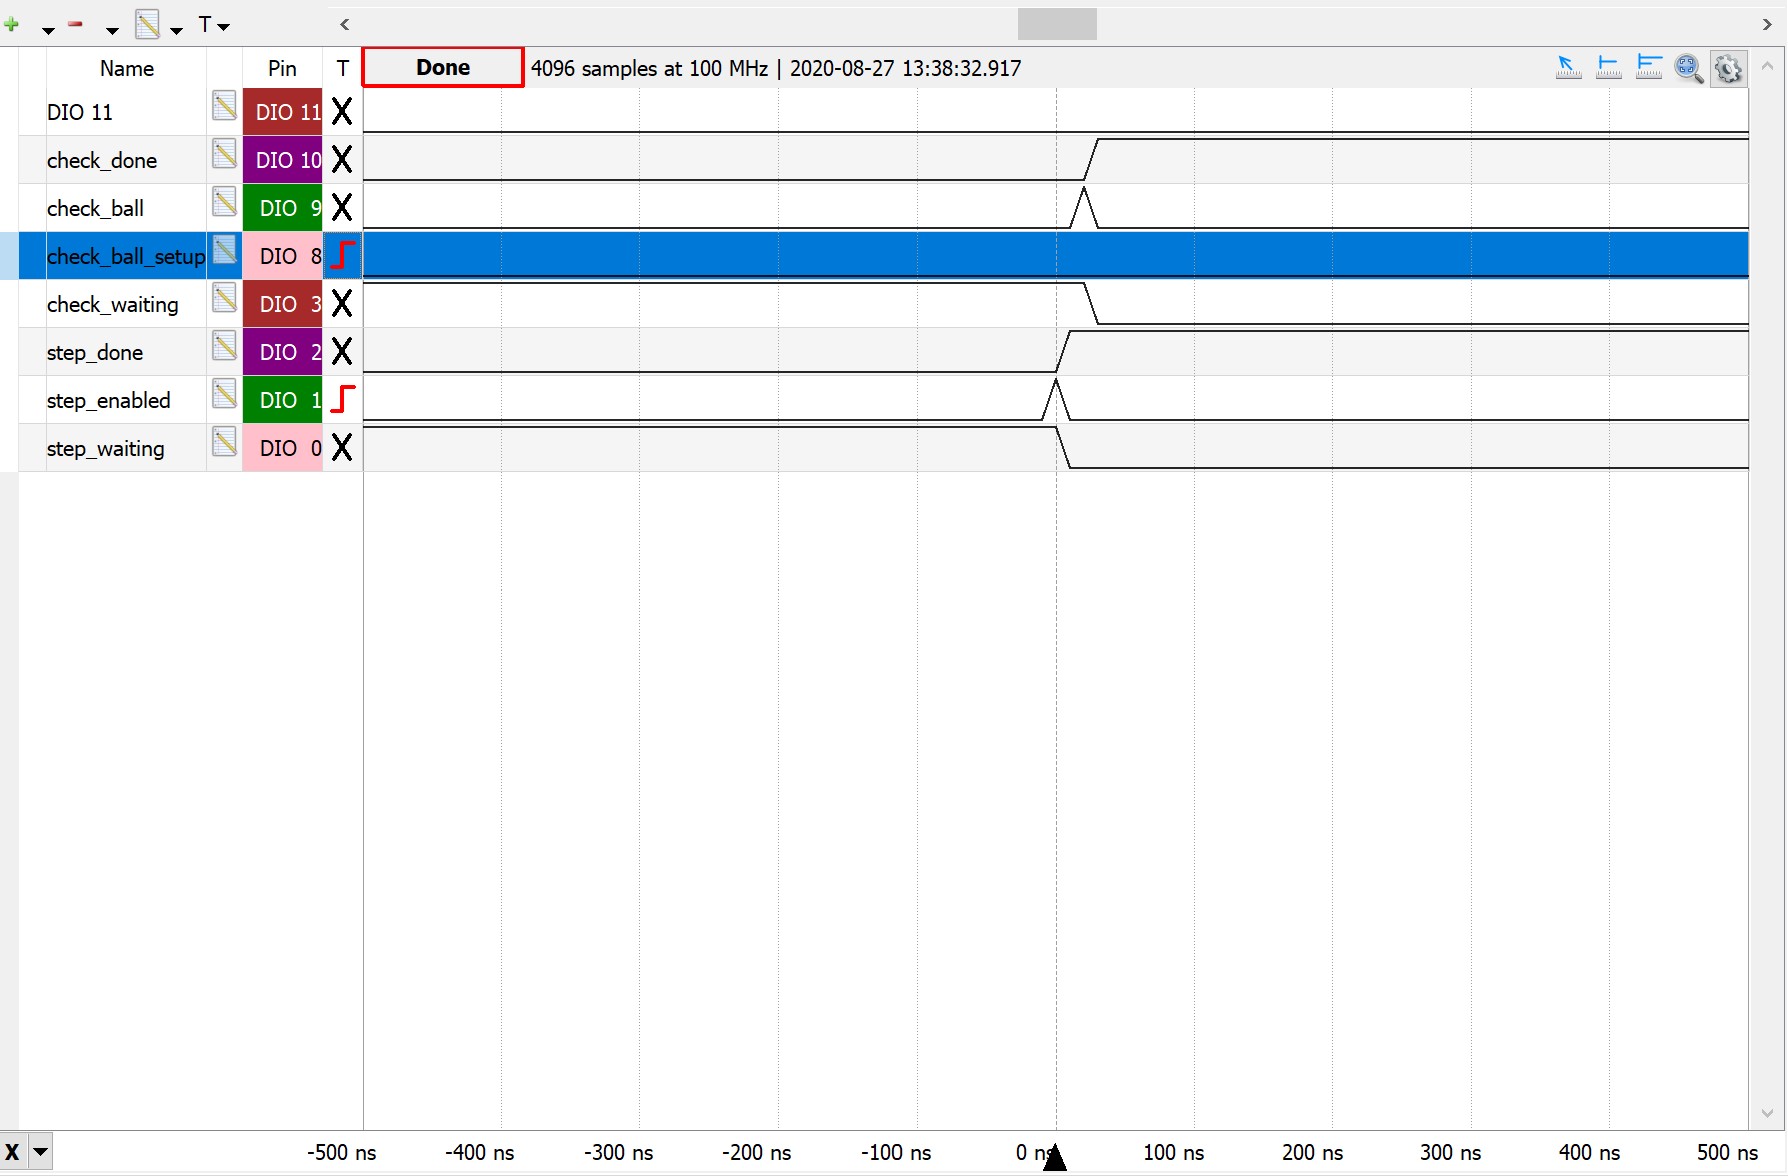 T
Name Pin T Done 4096 samples at 100 MHz | 2020-08-27 13:38:32.917
DIO 11 DIO 11 X
check_done DIO 10 X
check_ball DIO 9 X
check_ball_setup DIO 8
check_waiting DIO 3 X
step_done DIO 2 X
step_enabled DIO 1
step_waiting DIO 0 X
X -500 ns -400 ns -300 ns -200 ns -100 ns 0 ns 100 ns 200 ns 300 ns 400 ns 500 ns